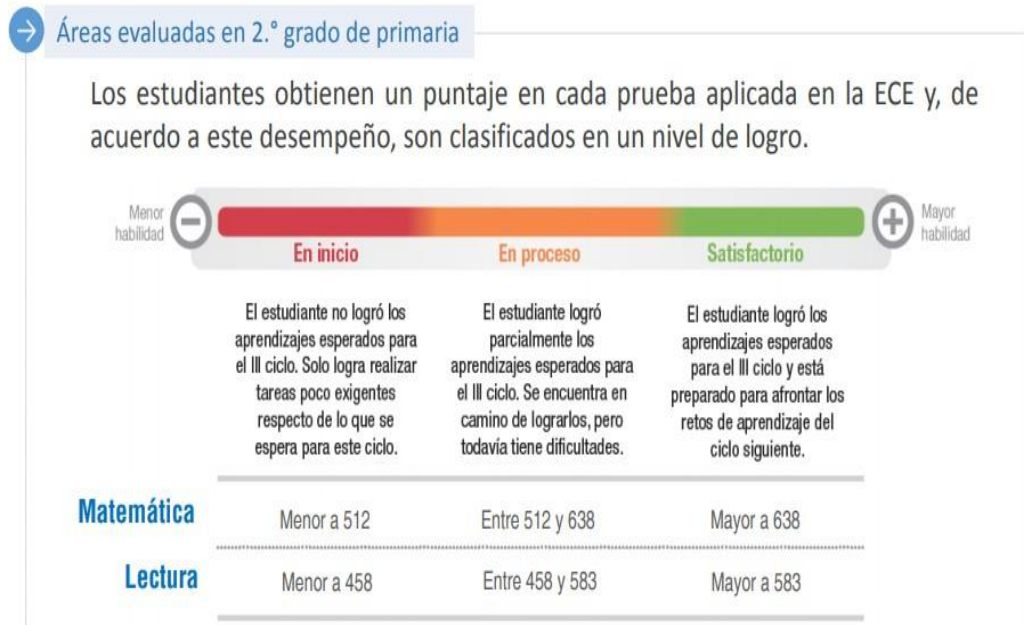 Áreas evaluadas en 2.° grado de primaria
Los estudiantes obtienen un puntaje en cada prueba aplicada en la ECE y, de
acuerdo a este desempeño, son clasificados en un nivel de logro.
Menor
habilidad
Mayor
habilidad
En inicio
En proceso
Satisfactorio
El estudiante no logró los
aprendizajes esperados para
el III ciclo. Solo logra realizar
tareas poco exigentes
respecto de lo que se
espera para este ciclo.
El estudiante logró
parcialmente los
aprendizajes esperados para
el III ciclo. Se encuentra en
camino de lograrlos, pero
todavía tiene dificultades.
El estudiante logró los
aprendizajes esperados
para el III ciclo y está
preparado para afrontar los
retos de aprendizaje del
ciclo siguiente.
Matemática
Menor a 512
Entre 512 y 638
Mayor a 638
Lectura
Menor a 458
Entre 458 y 583
Mayor a 583